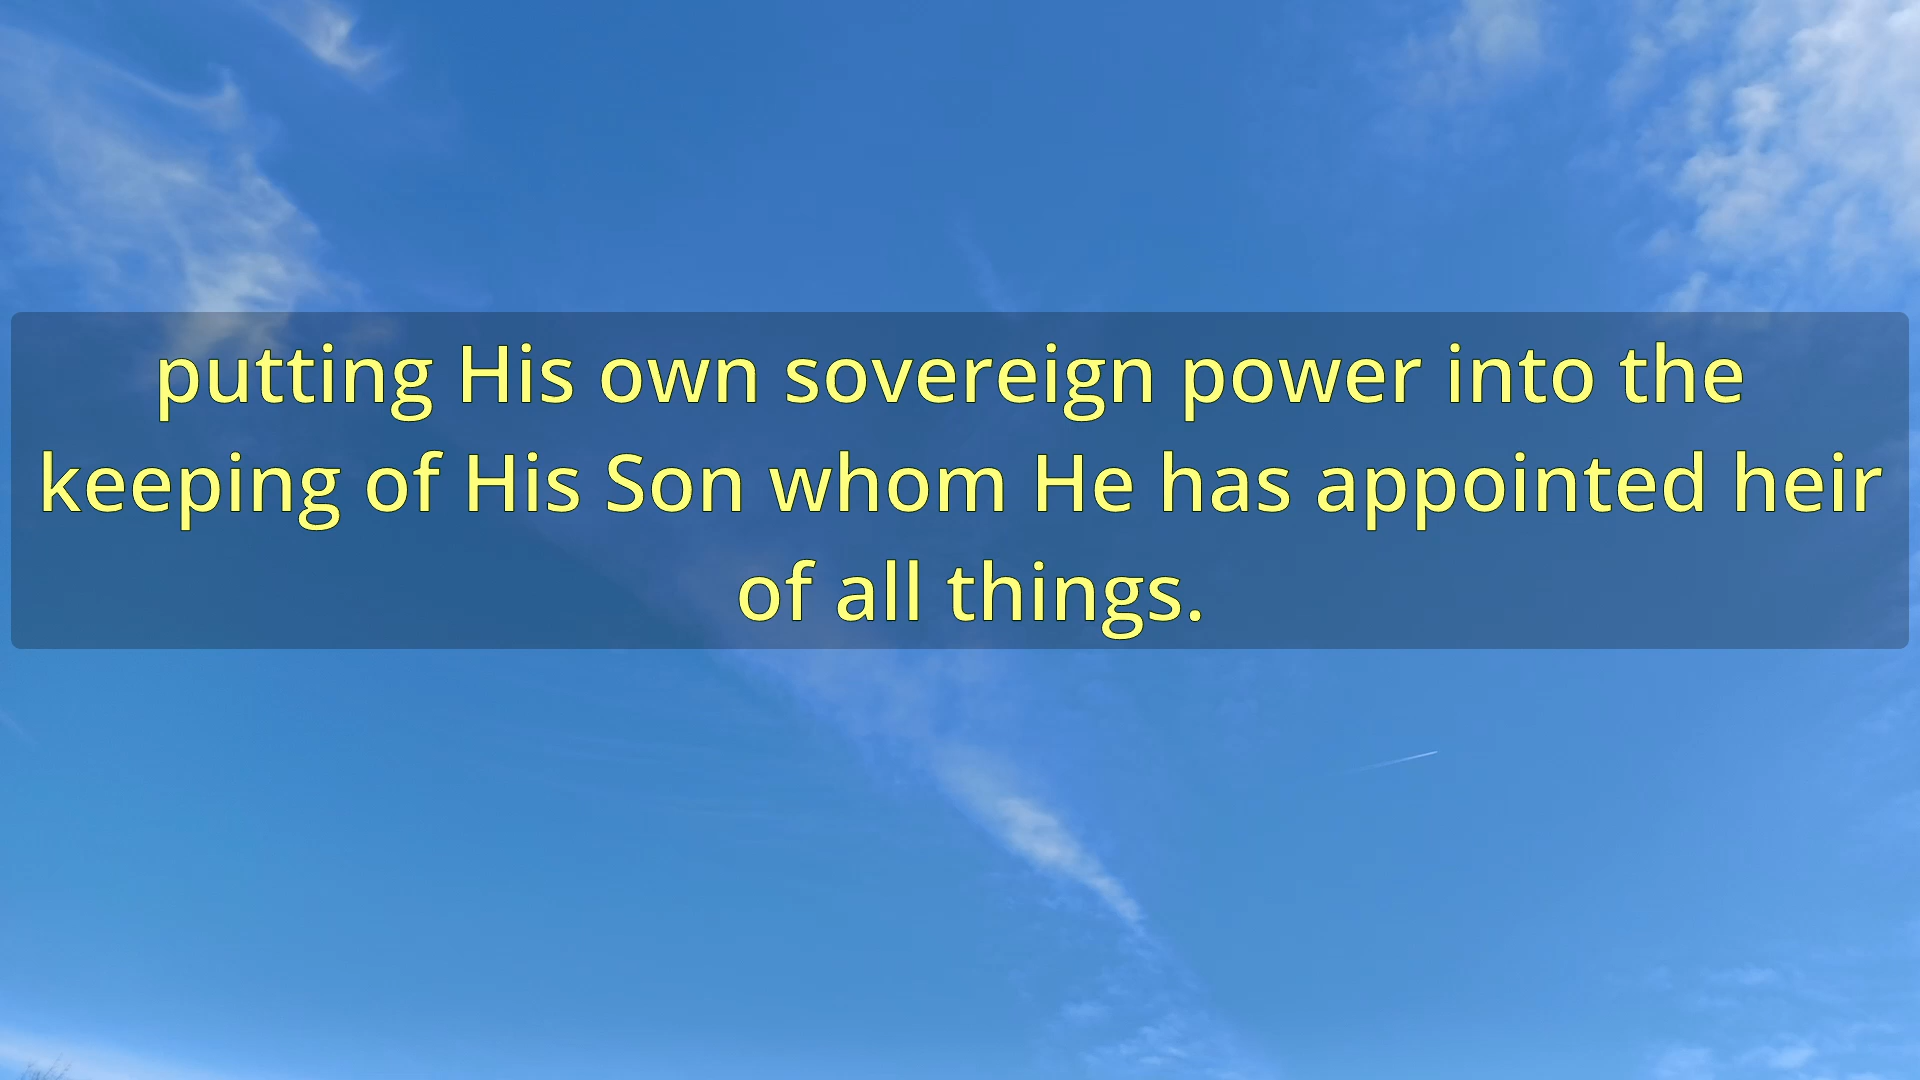 putting His own sovereign power into the
keeping of His Son whom He has appointed heir
of all things.